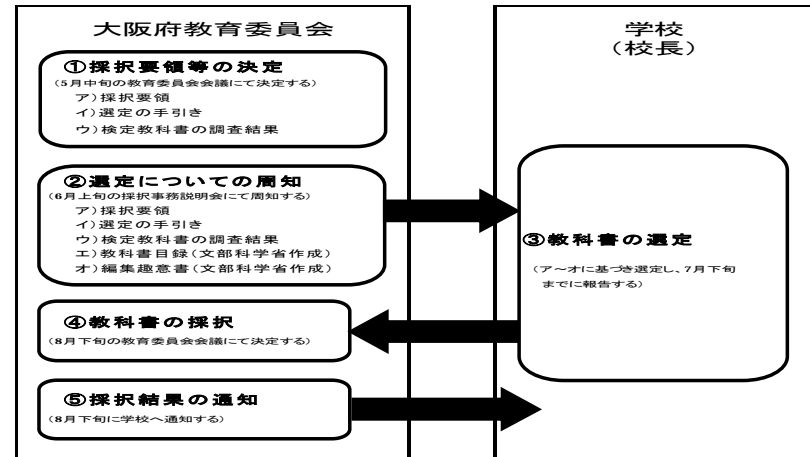 大阪府教育委員会
①採択要領等の決定
(5月中旬の教育委員会会議にて決定する)
ア)採択要領
イ)選定の手引き
ウ)検定教科書の調査結果
②選定についての周知
(6月上旬の採択事務説明会にて周知する)
ア)採択要領
イ)選定の手引き
ウ)検定教科書の調査結果
エ)教科書目録(文部科学省作成)
オ)編集趣意書(文部科学省作成)
④教科書の採択
(8月下旬の教育委員会会議にて決定する)
⑤採択結果の通知
(8月下旬に学校へ通知する)
学校
(校長)
③教科書の選定
(ア～オに基づき選定し、7月下旬
までに報告する)